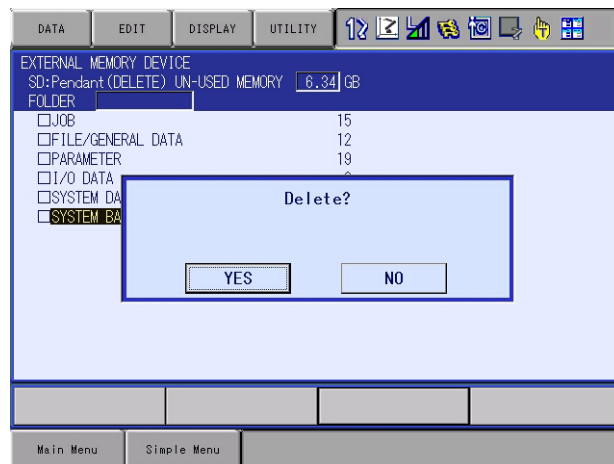 DATA EDIT DISPLAY UTILITY
EXTERNAL MEMORY DEVICE
SD:Pendant(DELETE) UN-USED MEMORY 6.34 GB
FOLDER
JOB 15
FILE/GENERAL DATA 12
PARAMETER 19
I/O DATA
SYSTEM DA
SYSTEM BA
Delete?
YES NO
Main Menu Simple Menu